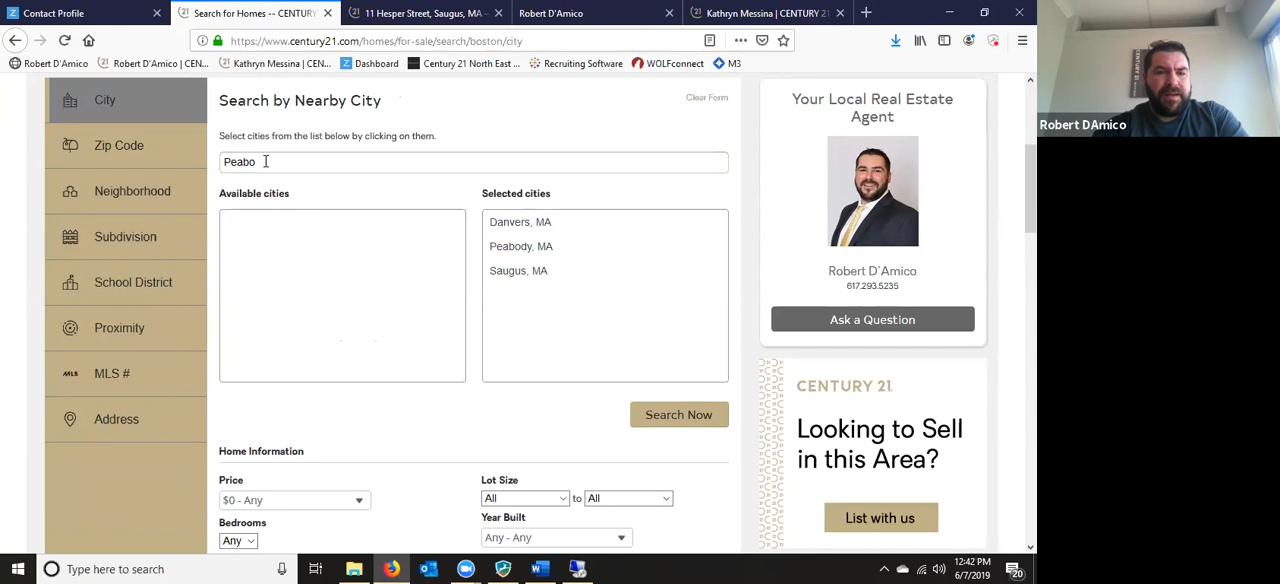 Contact Profile
Search for Homes -- CENTURY
11 Hesper Street, Saugus, MA –
Robert D'Amico
Kathryn Messina | CENTURY 21
https://www.century21.com/homes/for-sale/search/boston/city
Robert D'Amico
Robert D'Amico | CEN...
Kathryn Messina | CEN...
Dashboard
Century 21 North East ...
Recruiting Software
WOLFconnect
M3
City
Zip Code
Neighborhood
Subdivision
School District
Proximity
MLS
MLS #
Address
Search by Nearby City
Clear Form
Select cities from the list below by clicking on them.
Peabo
Available cities
Selected cities
Danvers, MA
Peabody, MA
Saugus, MA
Search Now
Home Information
Price
$0 - Any
Bedrooms
Any
Lot Size
All to All
Year Built
Any - Any
Your Local Real Estate
Agent
Robert D'Amico
617.293.5235
Ask a Question
CENTURY 21
Looking to Sell
in this Area?
List with us
Robert DAmico
CENTURY 21
Type here to search
12:42 PM
6/7/2019
20